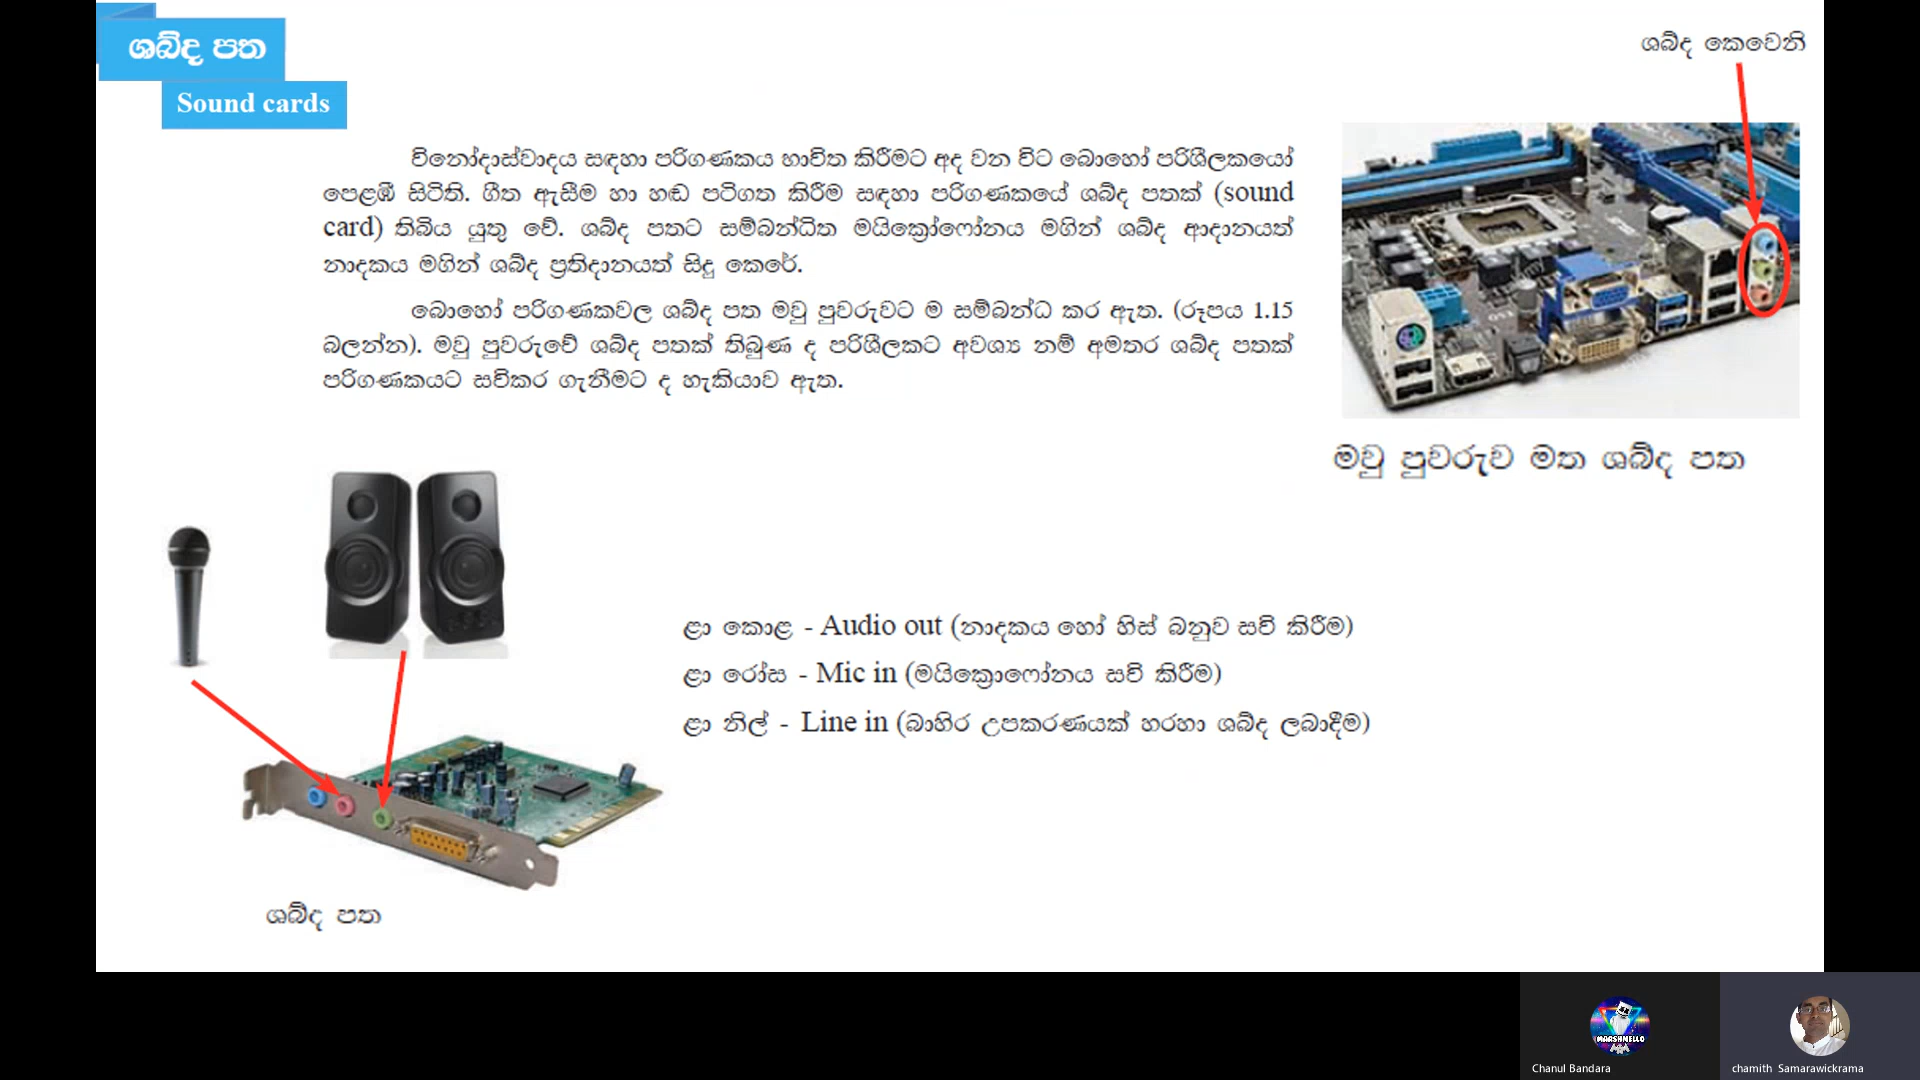 ශබ්ද පත
Sound cards
ශබ්ද කෙවෙනි
විනෝදාස්වාදය සඳහා පරිගණකය භාවිත කිරීමට අද වන විට බොහෝ පරිශීලකයෝ
පෙළඹී සිටිති. ගීත ඇසීම හා හඬ පටිගත කිරීම සඳහා පරිගණකයේ ශබ්ද පතක් (sound
card) තිබිය යුතු වේ. ශබ්ද පතට සම්බන්ධිත මයික්‍රෝෆෝනය මගින් ශබ්ද ආදානයත්
නාදකය මගින් ශබ්ද ප්‍රතිදානයත් සිදු කෙරේ.
බොහෝ පරිගණකවල ශබ්ද පත මවු පුවරුවට ම සම්බන්ධ කර ඇත. (රූපය 1.15
බලන්න). මවු පුවරුවේ ශබ්ද පතක් තිබුණ ද පරිශීලකට අවශ්‍ය නම් අමතර ශබ්ද පතක්
පරිගණකයට සවිකර ගැනීමට ද හැකියාව ඇත.
මවු පුවරුව මත ශබ්ද පත
ළා කොළ - Audio out (නාදකය හෝ හිස් බනුව සවි කිරීම)
ළා රෝස - Mic in (මයික්‍රොෆෝනය සවි කිරීම)
ළා නිල් - Line in (බාහිර උපකරණයක් හරහා ශබ්ද ලබාදීම)
ශබ්ද පත
MARSHMELLO
Chanul Bandara
chamith Samarawickrama